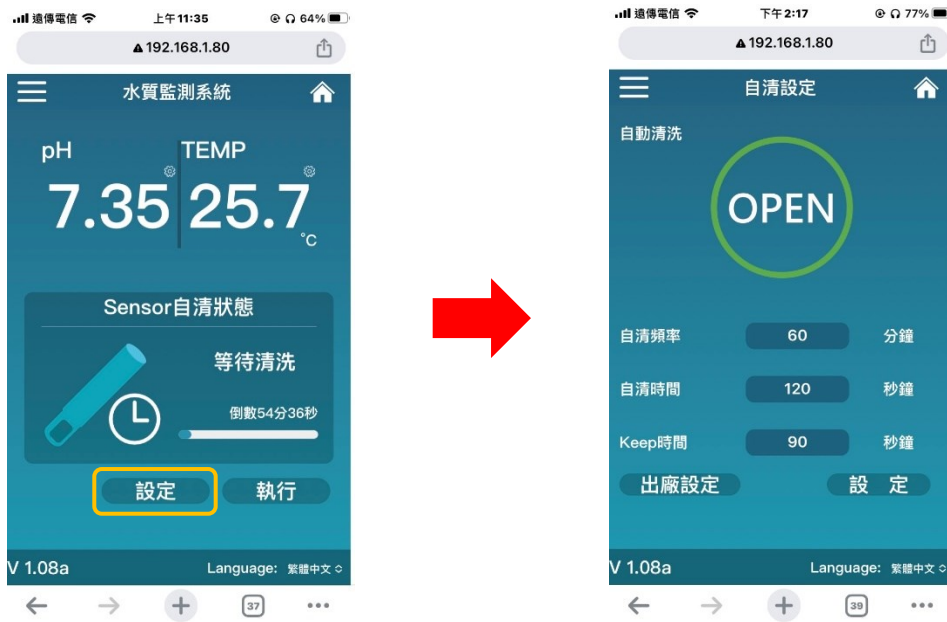 遠傳電信 上午11:35 64%
192.168.1.80
水質監測系統
pH TEMP
7.35 25.7
°C
Sensor自清狀態
等待清洗
倒數54分36秒
設定 執行
V 1.08a Language: 繁體中文
37
遠傳電信 下午2:17 77%
192.168.1.80
自清設定
自動清洗
OPEN
自清頻率 60 分鐘
自清時間 120 秒鐘
Keep時間 90 秒鐘
出廠設定 設 定
V 1.08a Language: 繁體中文
39